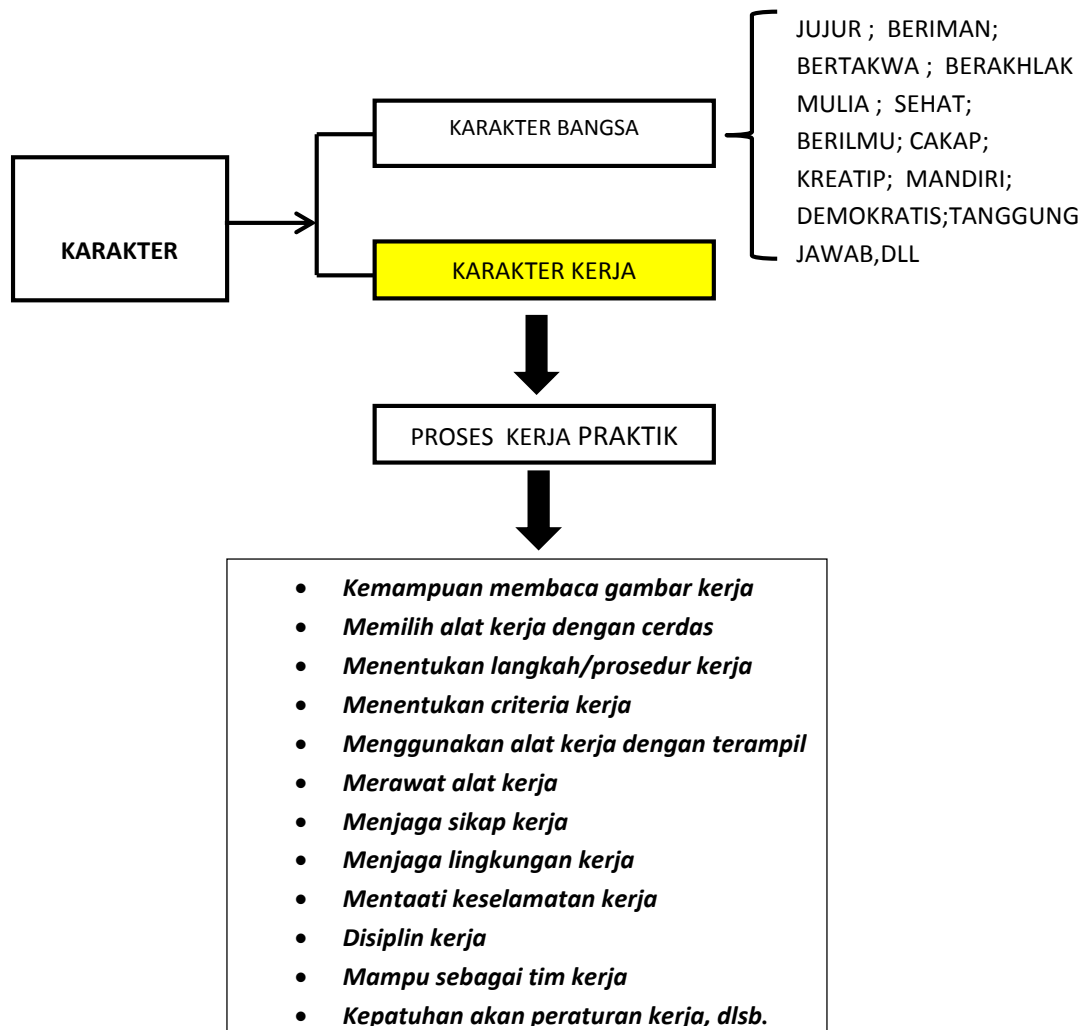 KARAKTER
KARAKTER BANGSA
JUJUR ; BERIMAN;
BERTAKWA ; BERAKHLAK
MULIA ; SEHAT;
BERILMU; CAKAP;
KREATIP; MANDIRI;
DEMOKRATIS;TANGGUNG
JAWAB,DLL
KARAKTER KERJA
PROSES KERJA PRAKTIK
• Kemampuan membaca gambar kerja
• Memilih alat kerja dengan cerdas
• Menentukan langkah/prosedur kerja
• Menentukan criteria kerja
• Menggunakan alat kerja dengan terampil
• Merawat alat kerja
• Menjaga sikap kerja
• Menjaga lingkungan kerja
• Mentaati keselamatan kerja
• Disiplin kerja
• Mampu sebagai tim kerja
• Kepatuhan akan peraturan kerja, dlsb.